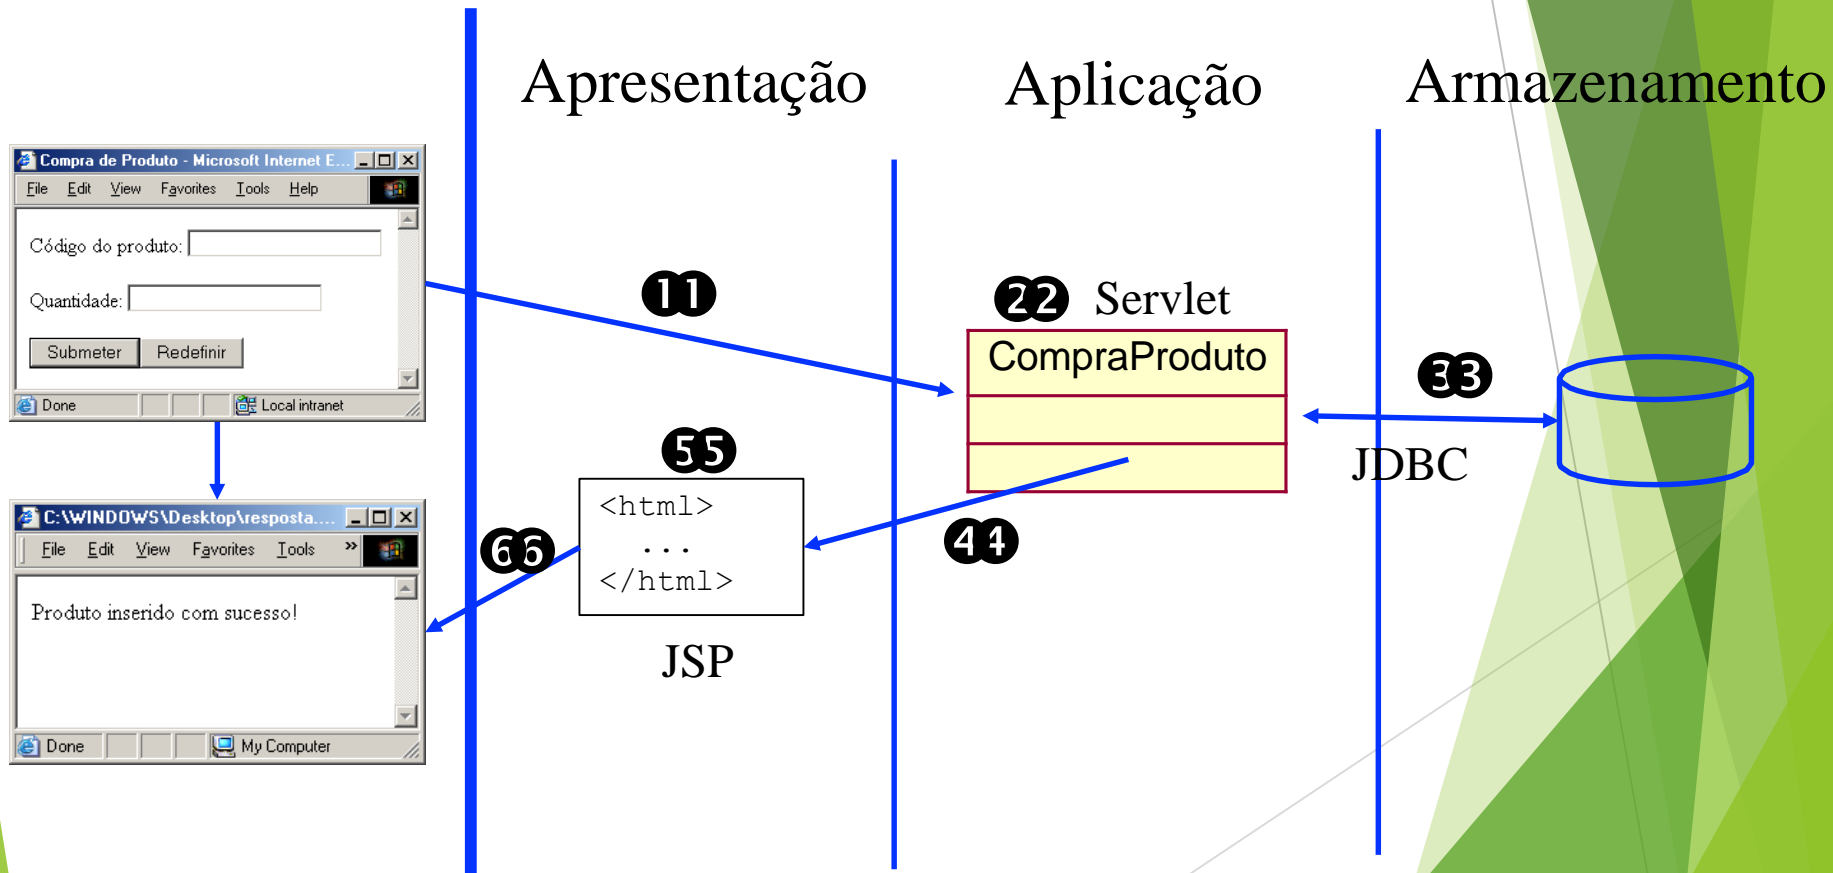 Apresentação
Aplicação
Armazenamento
Compra de Produto - Microsoft Internet E...
File Edit View Favorites Tools Help
Código do produto:
Quantidade:
Submeter Redefinir
Done Local intranet
11
22 Servlet
CompraProduto
33
JDBC
44
55
<html>
...
</html>
JSP
66
C:\WINDOWS\Desktop\resposta....
File Edit View Favorites Tools »
Produto inserido com sucesso!
Done My Computer